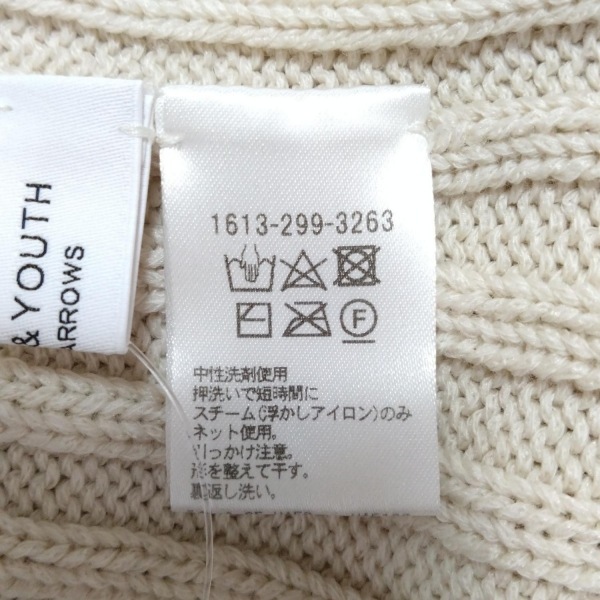 & YOUTH
ARROWS
1613-299-3263
F
中性洗剤使用
押洗いで短時間に
スチーム(浮かしアイロン)のみ
ネット使用。
引っかけ注意。
形を整えて干す。
裏返し洗い。